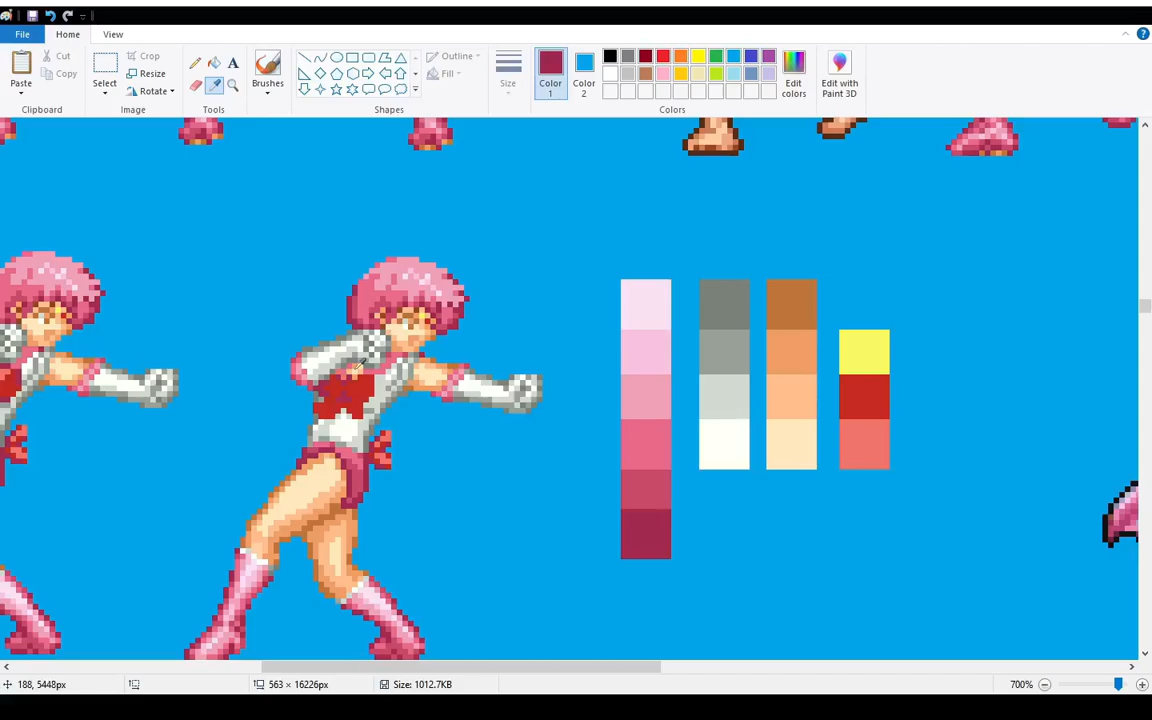 File
Home
View
Paste
Cut
Copy
Clipboard
Select
Crop
Resize
Rotate
Image
A
Tools
Brushes
Outline
Fill
Shapes
Size
Color
1
Color
2
Edit
colors
Colors
Edit with
Paint 3D
188, 5448px
563 × 16226px
Size: 1012.7KB
700%